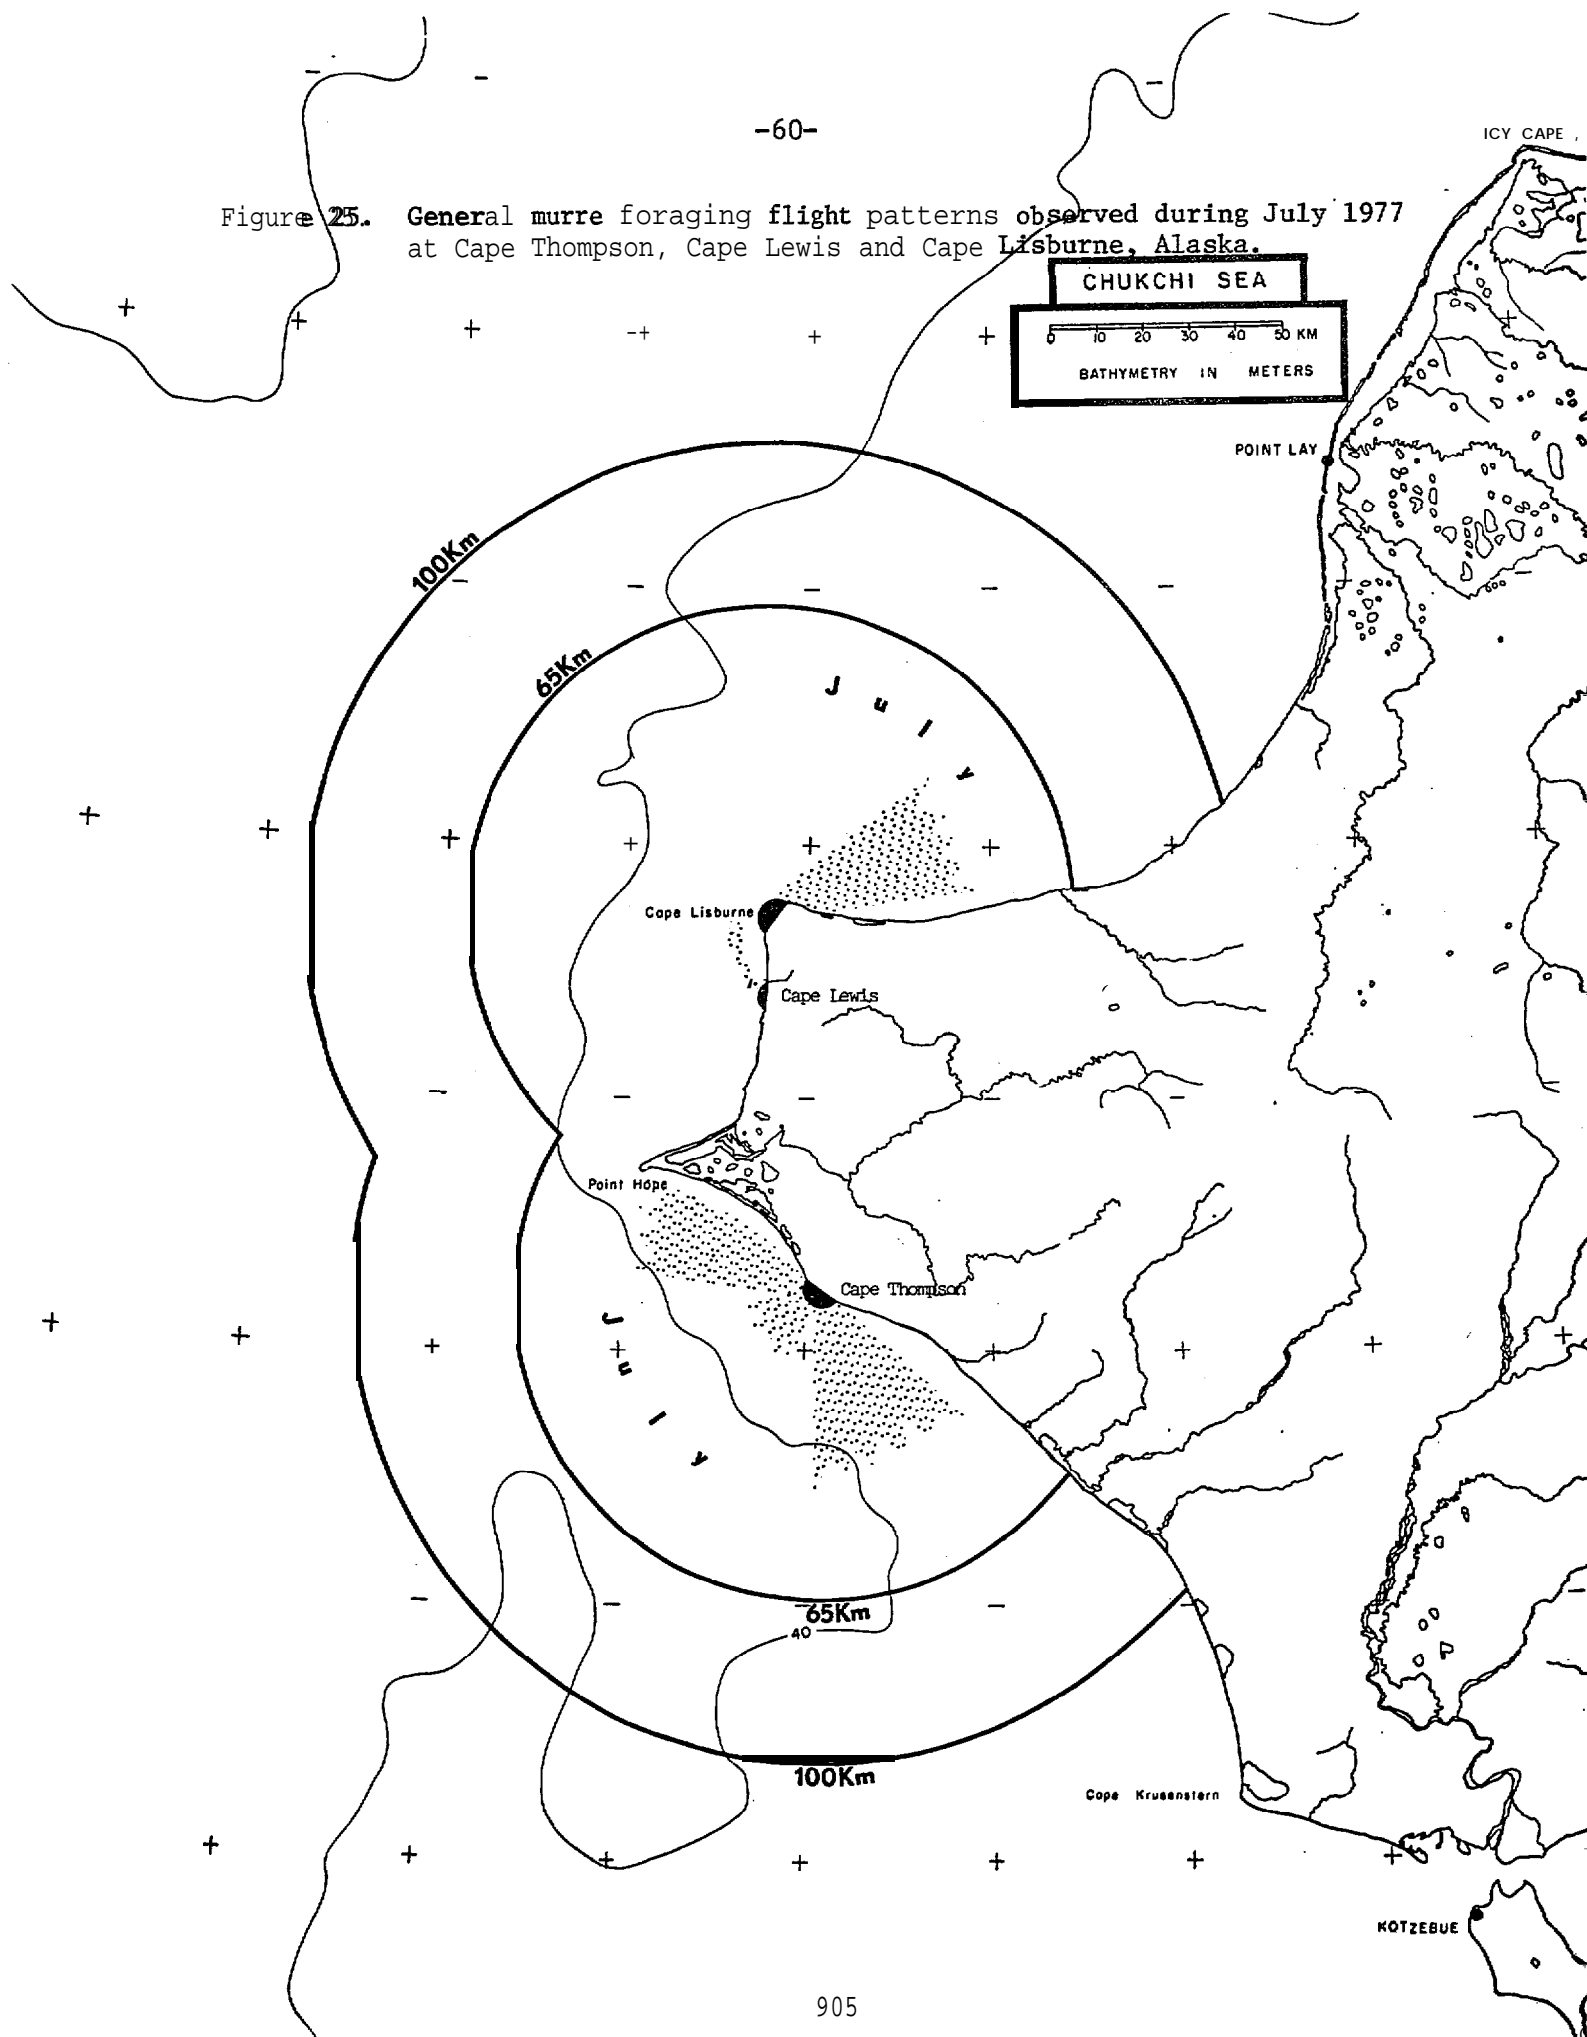 -60-
ICY CAPE
Figure 25. General murre foraging flight patterns observed during July 1977
at Cape Thompson, Cape Lewis and Cape Lisburne, Alaska.
CHUKCHI SEA
0 10 20 30 40 50 KM
BATHYMETRY IN METERS
POINT LAY
100Km
65Km
July
Cape Lisburne
Cape Lewis
Point Hope
Cape Thompson
July
65Km
40
100Km
Cape Krusenstern
KOTZEBUE
905